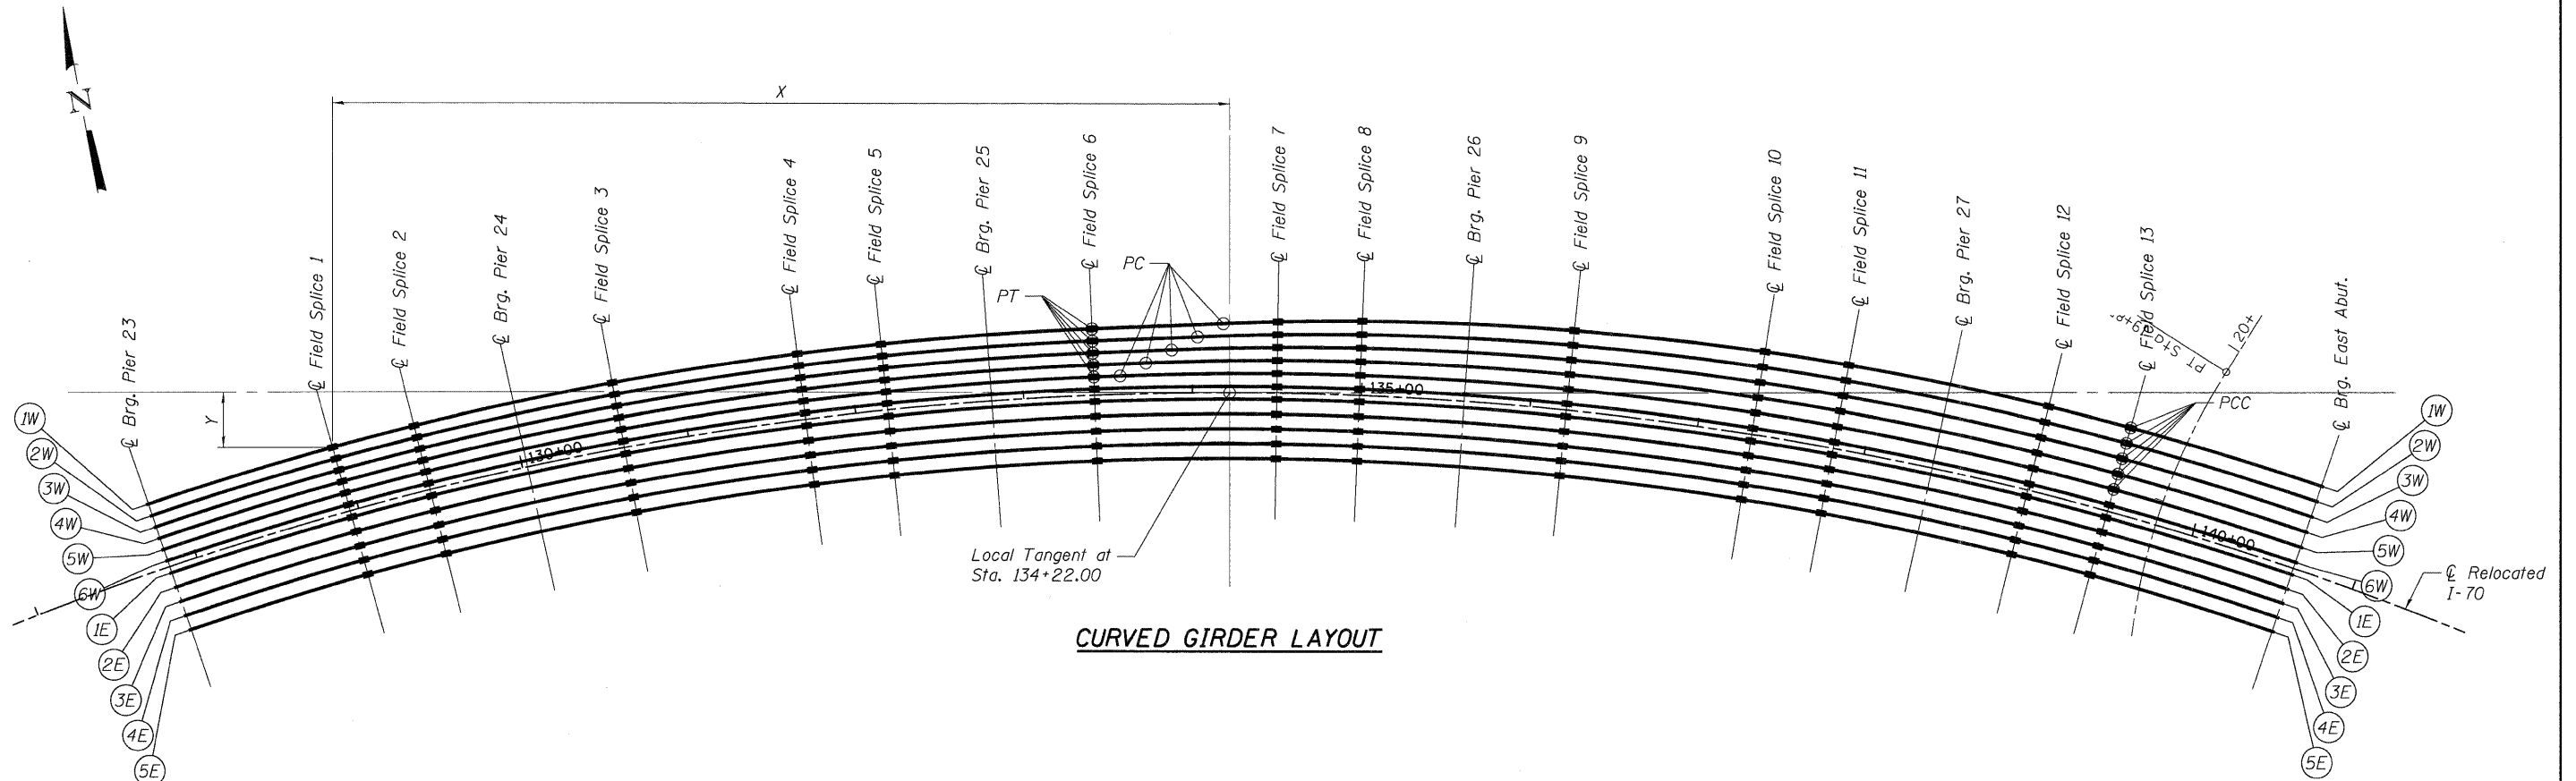 N
X
Y
℄ Brg. Pier 23
℄ Field Splice 1
℄ Field Splice 2
℄ Brg. Pier 24
℄ Field Splice 3
℄ Field Splice 4
℄ Field Splice 5
℄ Brg. Pier 25
℄ Field Splice 6
℄ Field Splice 7
℄ Field Splice 8
℄ Brg. Pier 26
℄ Field Splice 9
℄ Field Splice 10
℄ Field Splice 11
℄ Brg. Pier 27
℄ Field Splice 12
℄ Field Splice 13
℄ Brg. East Abut.
PT
PC
PCC
PT Sta.
120+
130+00
135+00
140+00
1W
2W
3W
4W
5W
6W
1E
2E
3E
4E
5E
1W
2W
3W
4W
5W
6W
1E
2E
3E
4E
5E
Local Tangent at
Sta. 134+22.00
℄ Relocated
I-70
CURVED GIRDER LAYOUT